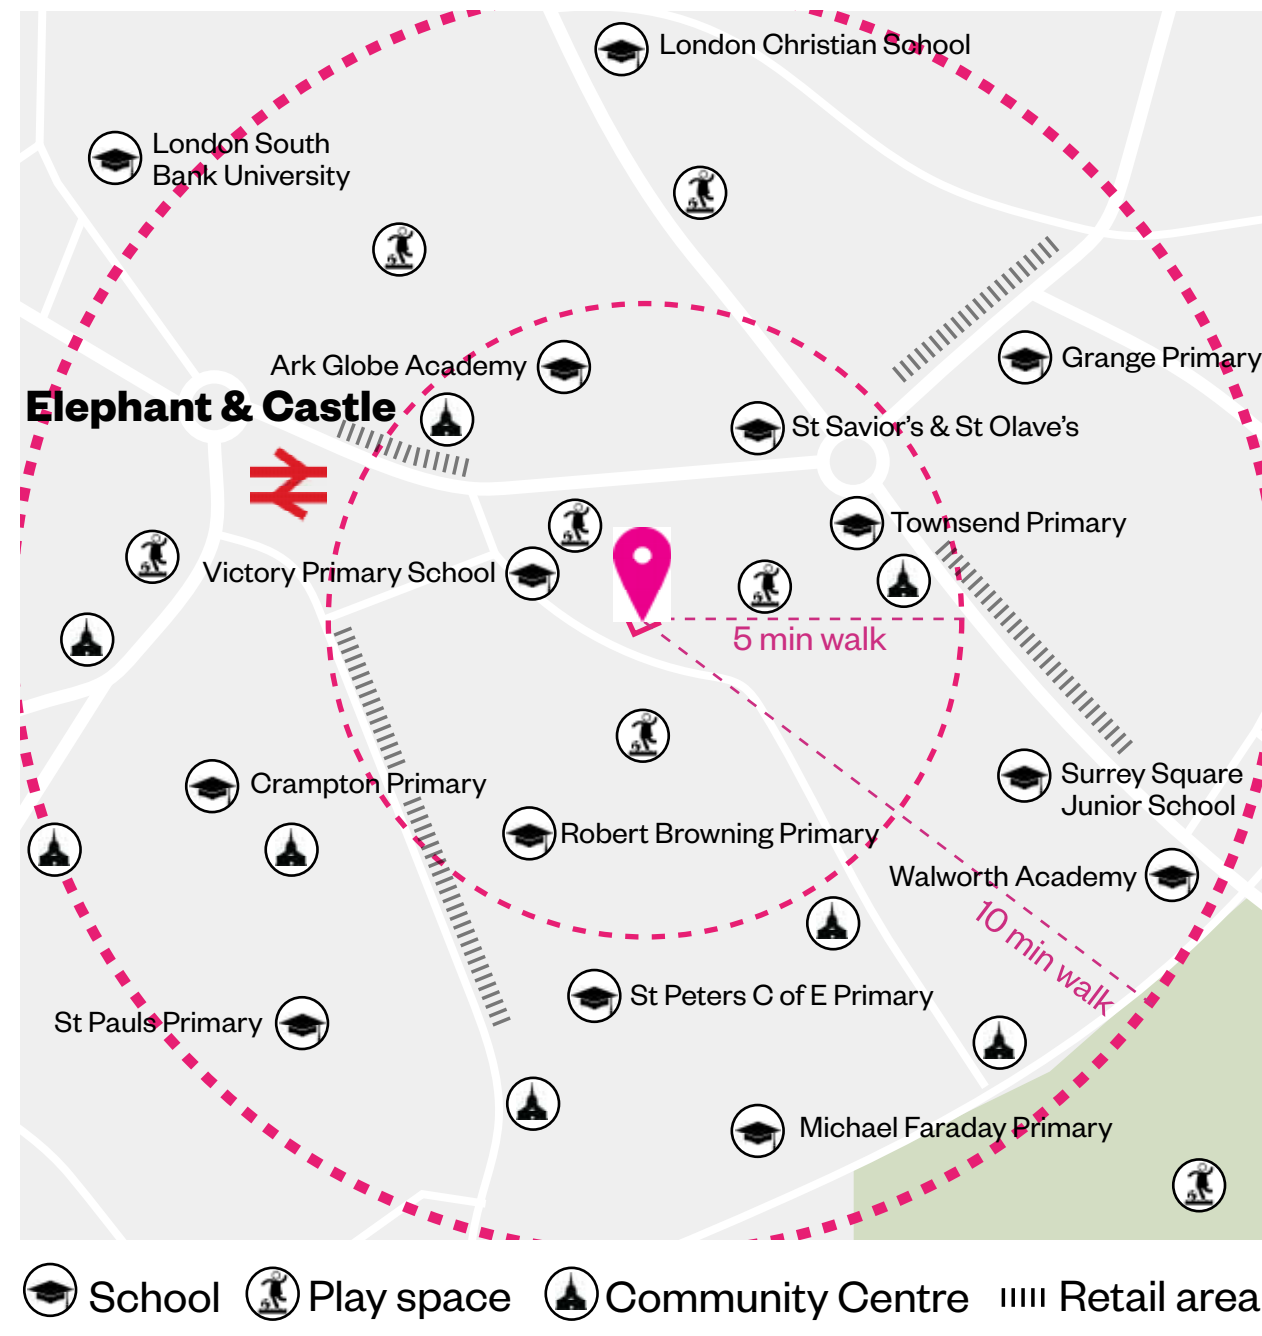 London Christian School
London South
Bank University
Ark Globe Academy
Grange Primary
Elephant & Castle
St Savior's & St Olave's
Townsend Primary
Victory Primary School
5 min walk
Surrey Square
Junior School
Crampton Primary
Robert Browning Primary
Walworth Academy
10 min walk
St Peters C of E Primary
St Pauls Primary
Michael Faraday Primary
School
Play space
Community Centre
Retail area